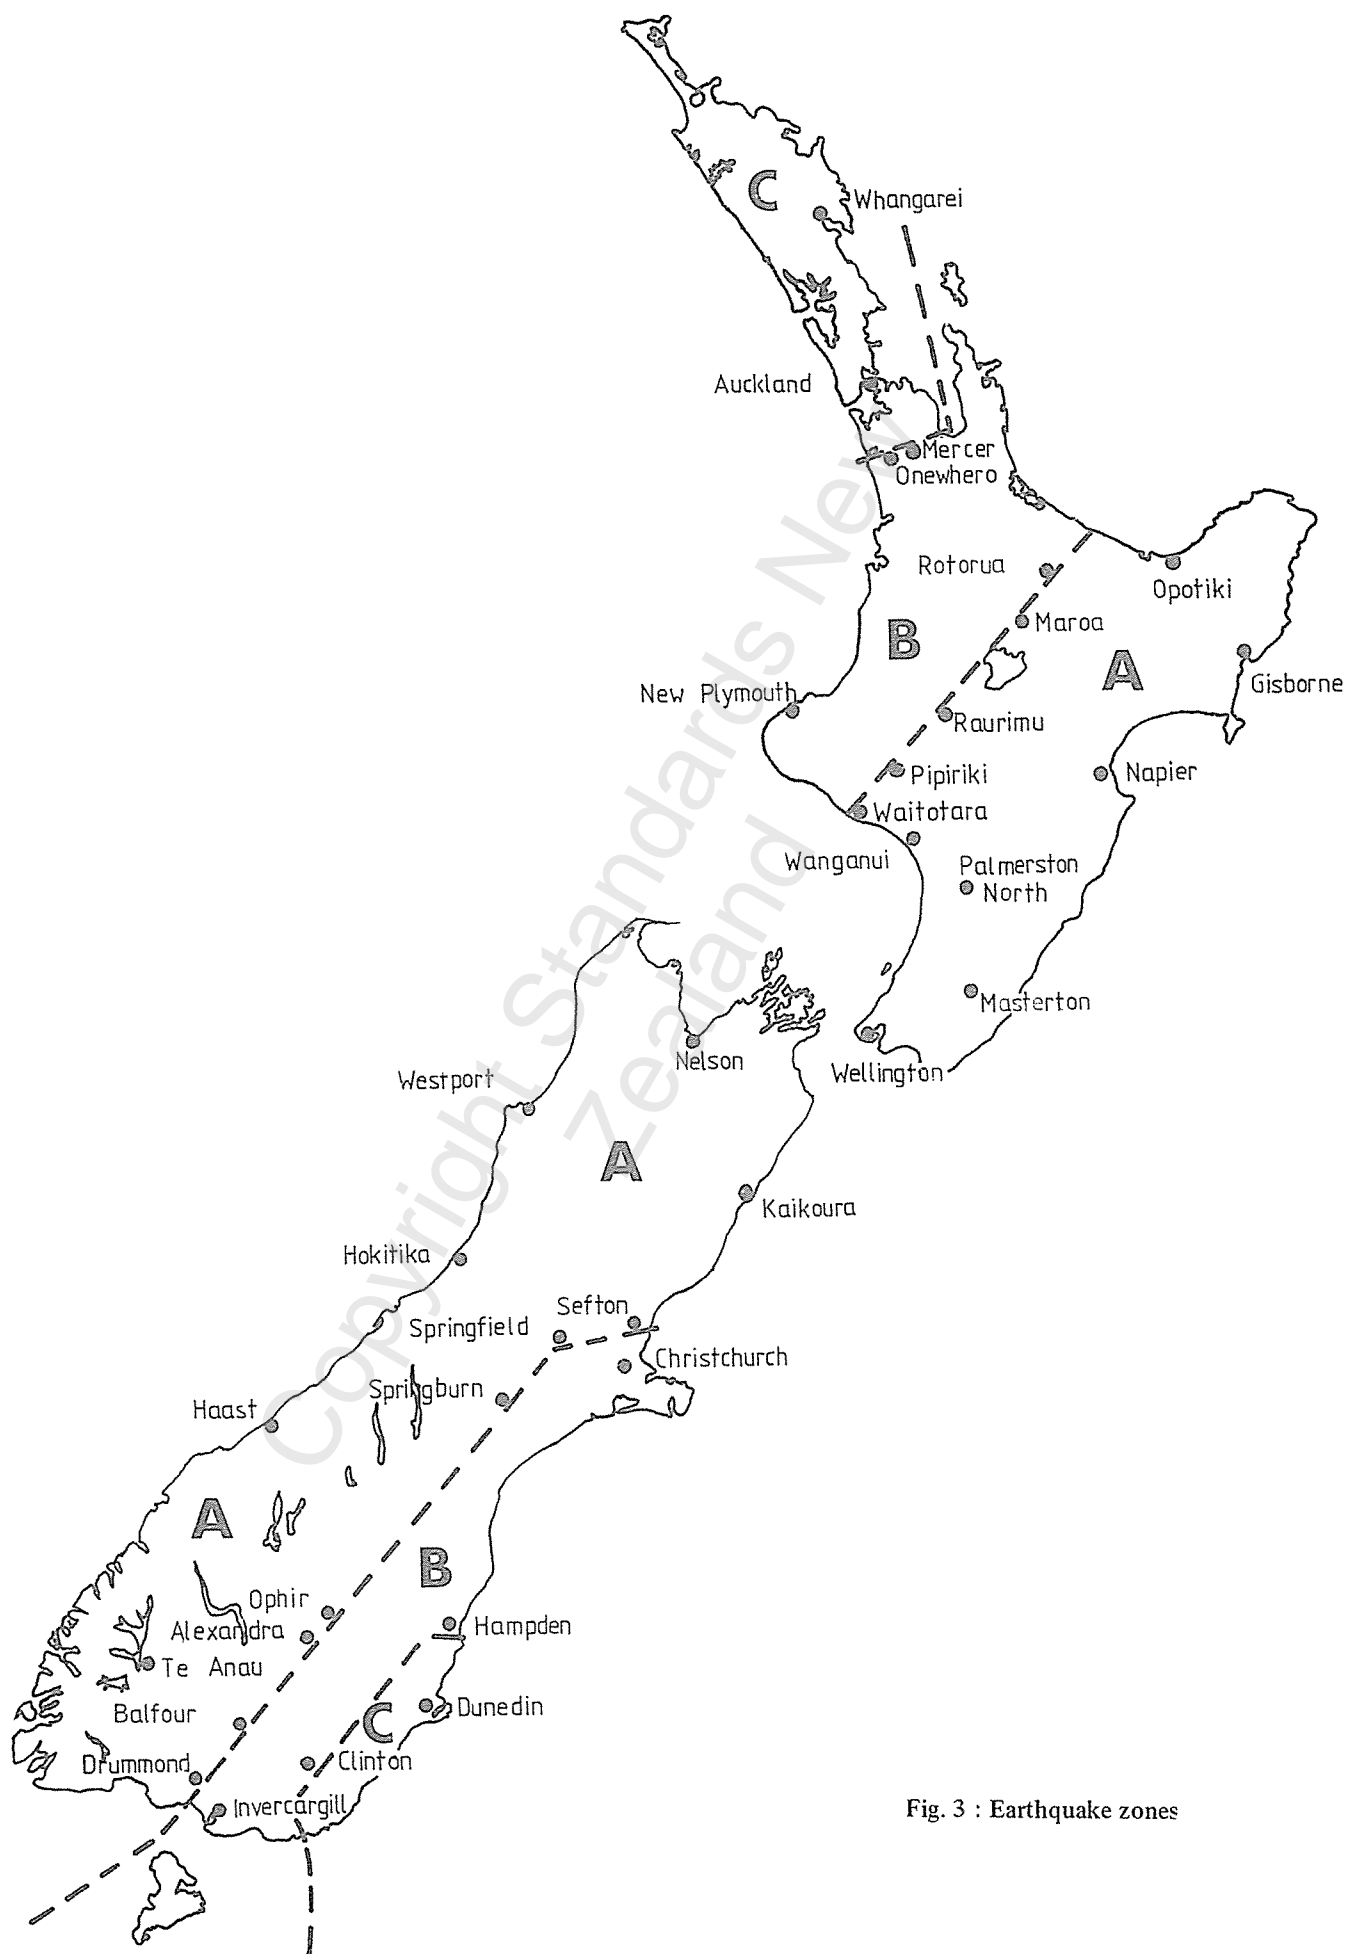 C
Whangarei
Auckland
Mercer
Onewhero
Rotorua
Opotiki
Maroa
B
A
Gisborne
New Plymouth
Raurimu
Pipiriki
Napier
Waitotara
Wanganui
Palmerston
North
Masterton
Nelson
Wellington
Westport
A
Kaikoura
Hokitika
Sefton
Springfield
Christchurch
Springburn
Haast
A
B
Ophir
Alexandra
Hampden
Te Anau
Balfour
C
Dunedin
Drummond
Clinton
Invercargill
Fig. 3 : Earthquake zones
Copyright Standards New
Zealand